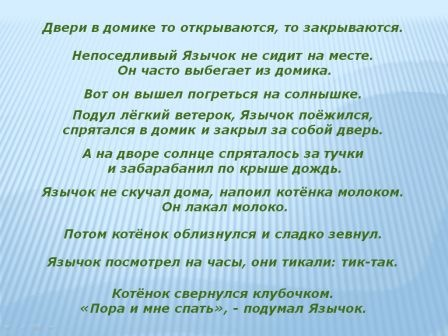 Двери в домике то открываются, то закрываются.
Непоседливый Язычок не сидит на месте.
Он часто выбегает из домика.
Вот он вышел погреться на солнышке.
Подул лёгкий ветерок, Язычок поёжился,
спрятался в домик и закрыл за собой дверь.
А на дворе солнце спряталось за тучки
и забарабанил по крыше дождь.
Язычок не скучал дома, напоил котёнка молоком.
Он лакал молоко.
Потом котёнок облизнулся и сладко зевнул.
Язычок посмотрел на часы, они тикали: тик-так.
Котёнок свернулся клубочком.
«Пора и мне спать», - подумал Язычок.